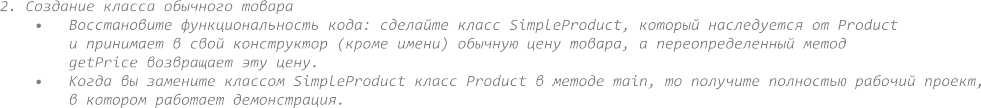 2. Создание класса обычного товара
• Восстановите функциональность кода: сделайте класс SimpleProduct, который наследуется от Product
и принимает в свой конструктор (кроме имени) обычную цену товара, а переопределенный метод
getPrice возвращает эту цену.
• Когда вы замените классом SimpleProduct класс Product в методе main, то получите полностью рабочий проект,
в котором работает демонстрация.